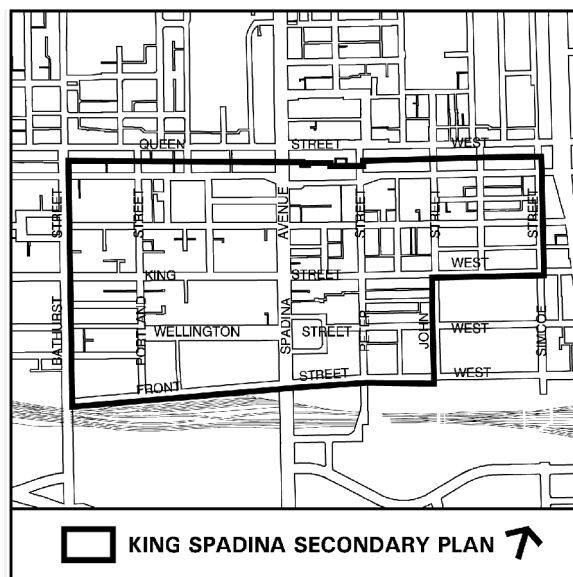 QUEEN STREET WEST
STREET
STREET
AVENUE
STREET
STREET
STREET
KING STREET WEST
BATHURST
PORTLAND
SPADINA
PETER
JOHN
SIMCOE
WELLINGTON STREET WEST
FRONT STREET WEST
KING SPADINA SECONDARY PLAN